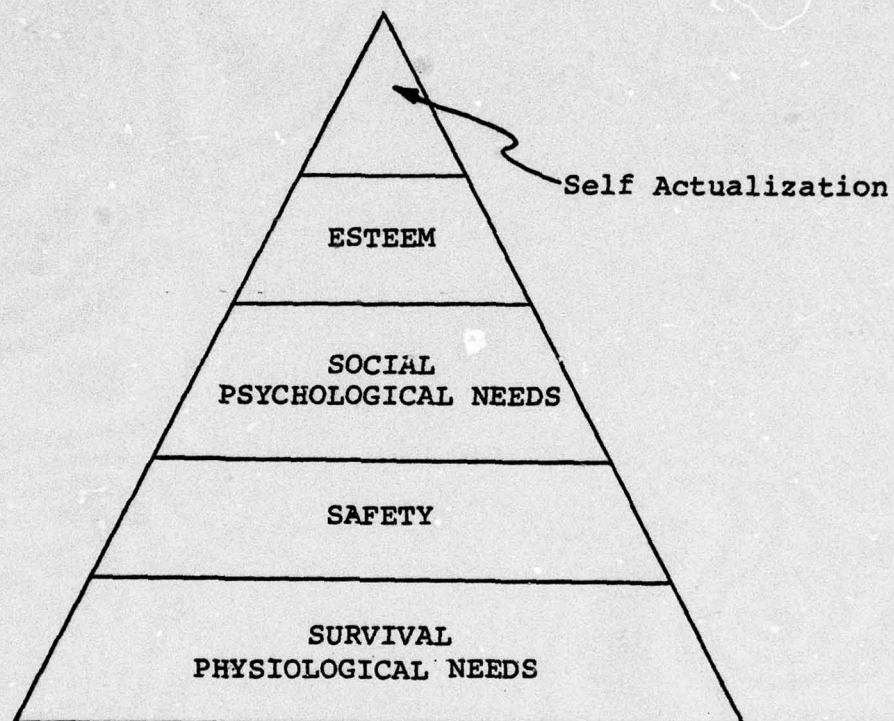 Self Actualization
ESTEEM
SOCIAL
PSYCHOLOGICAL NEEDS
SAFETY
SURVIVAL
PHYSIOLOGICAL NEEDS